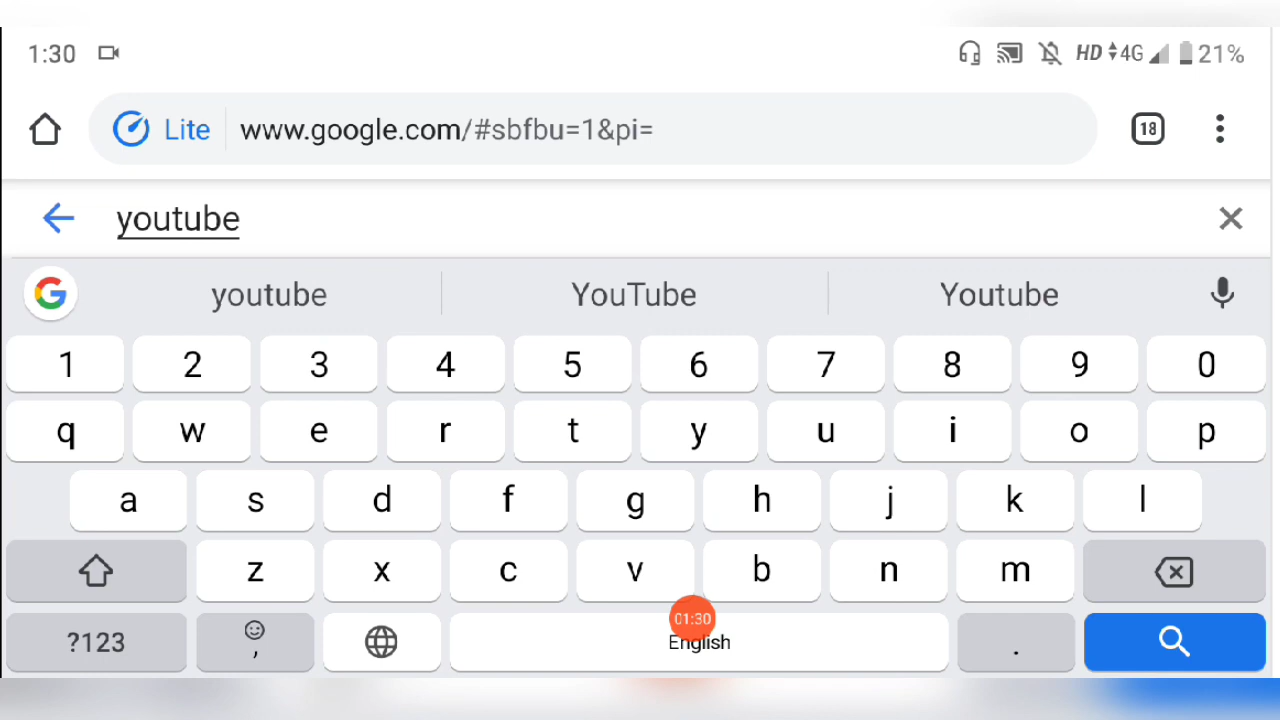 1:30 HD 4G 21%
Lite www.google.com/#sbfbu=1&pi= 18
youtube
youtube YouTube Youtube
1 2 3 4 5 6 7 8 9 0
q w e r t y u i o p
a s d f g h j k l
z x c v b n m
01:30
?123 , English .